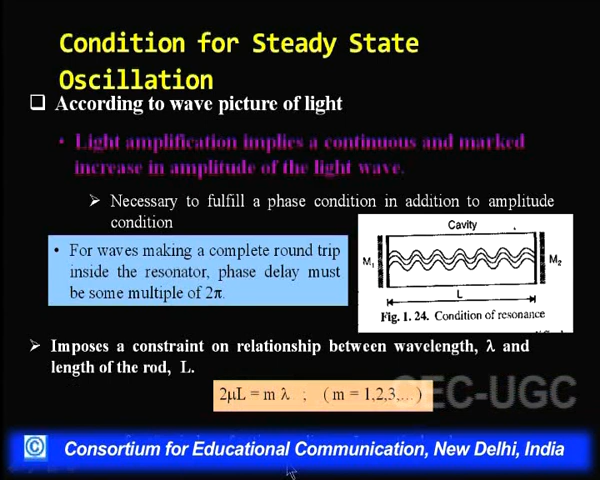 Condition for Steady State
Oscillation
According to wave picture of light
• Light amplification implies a continuous and marked
increase in amplitude of the light wave.
➢ Necessary to fulfill a phase condition in addition to amplitude
condition
• For waves making a complete round trip
inside the resonator, phase delay must
be some multiple of 2π.
Cavity
M₁
M₂
L
Fig. 1. 24. Condition of resonance
➢ Imposes a constraint on relationship between wavelength, λ and
length of the rod, L.
2μL = m λ ; ( m = 1,2,3,...)
CEC-UGC
© Consortium for Educational Communication, New Delhi, India